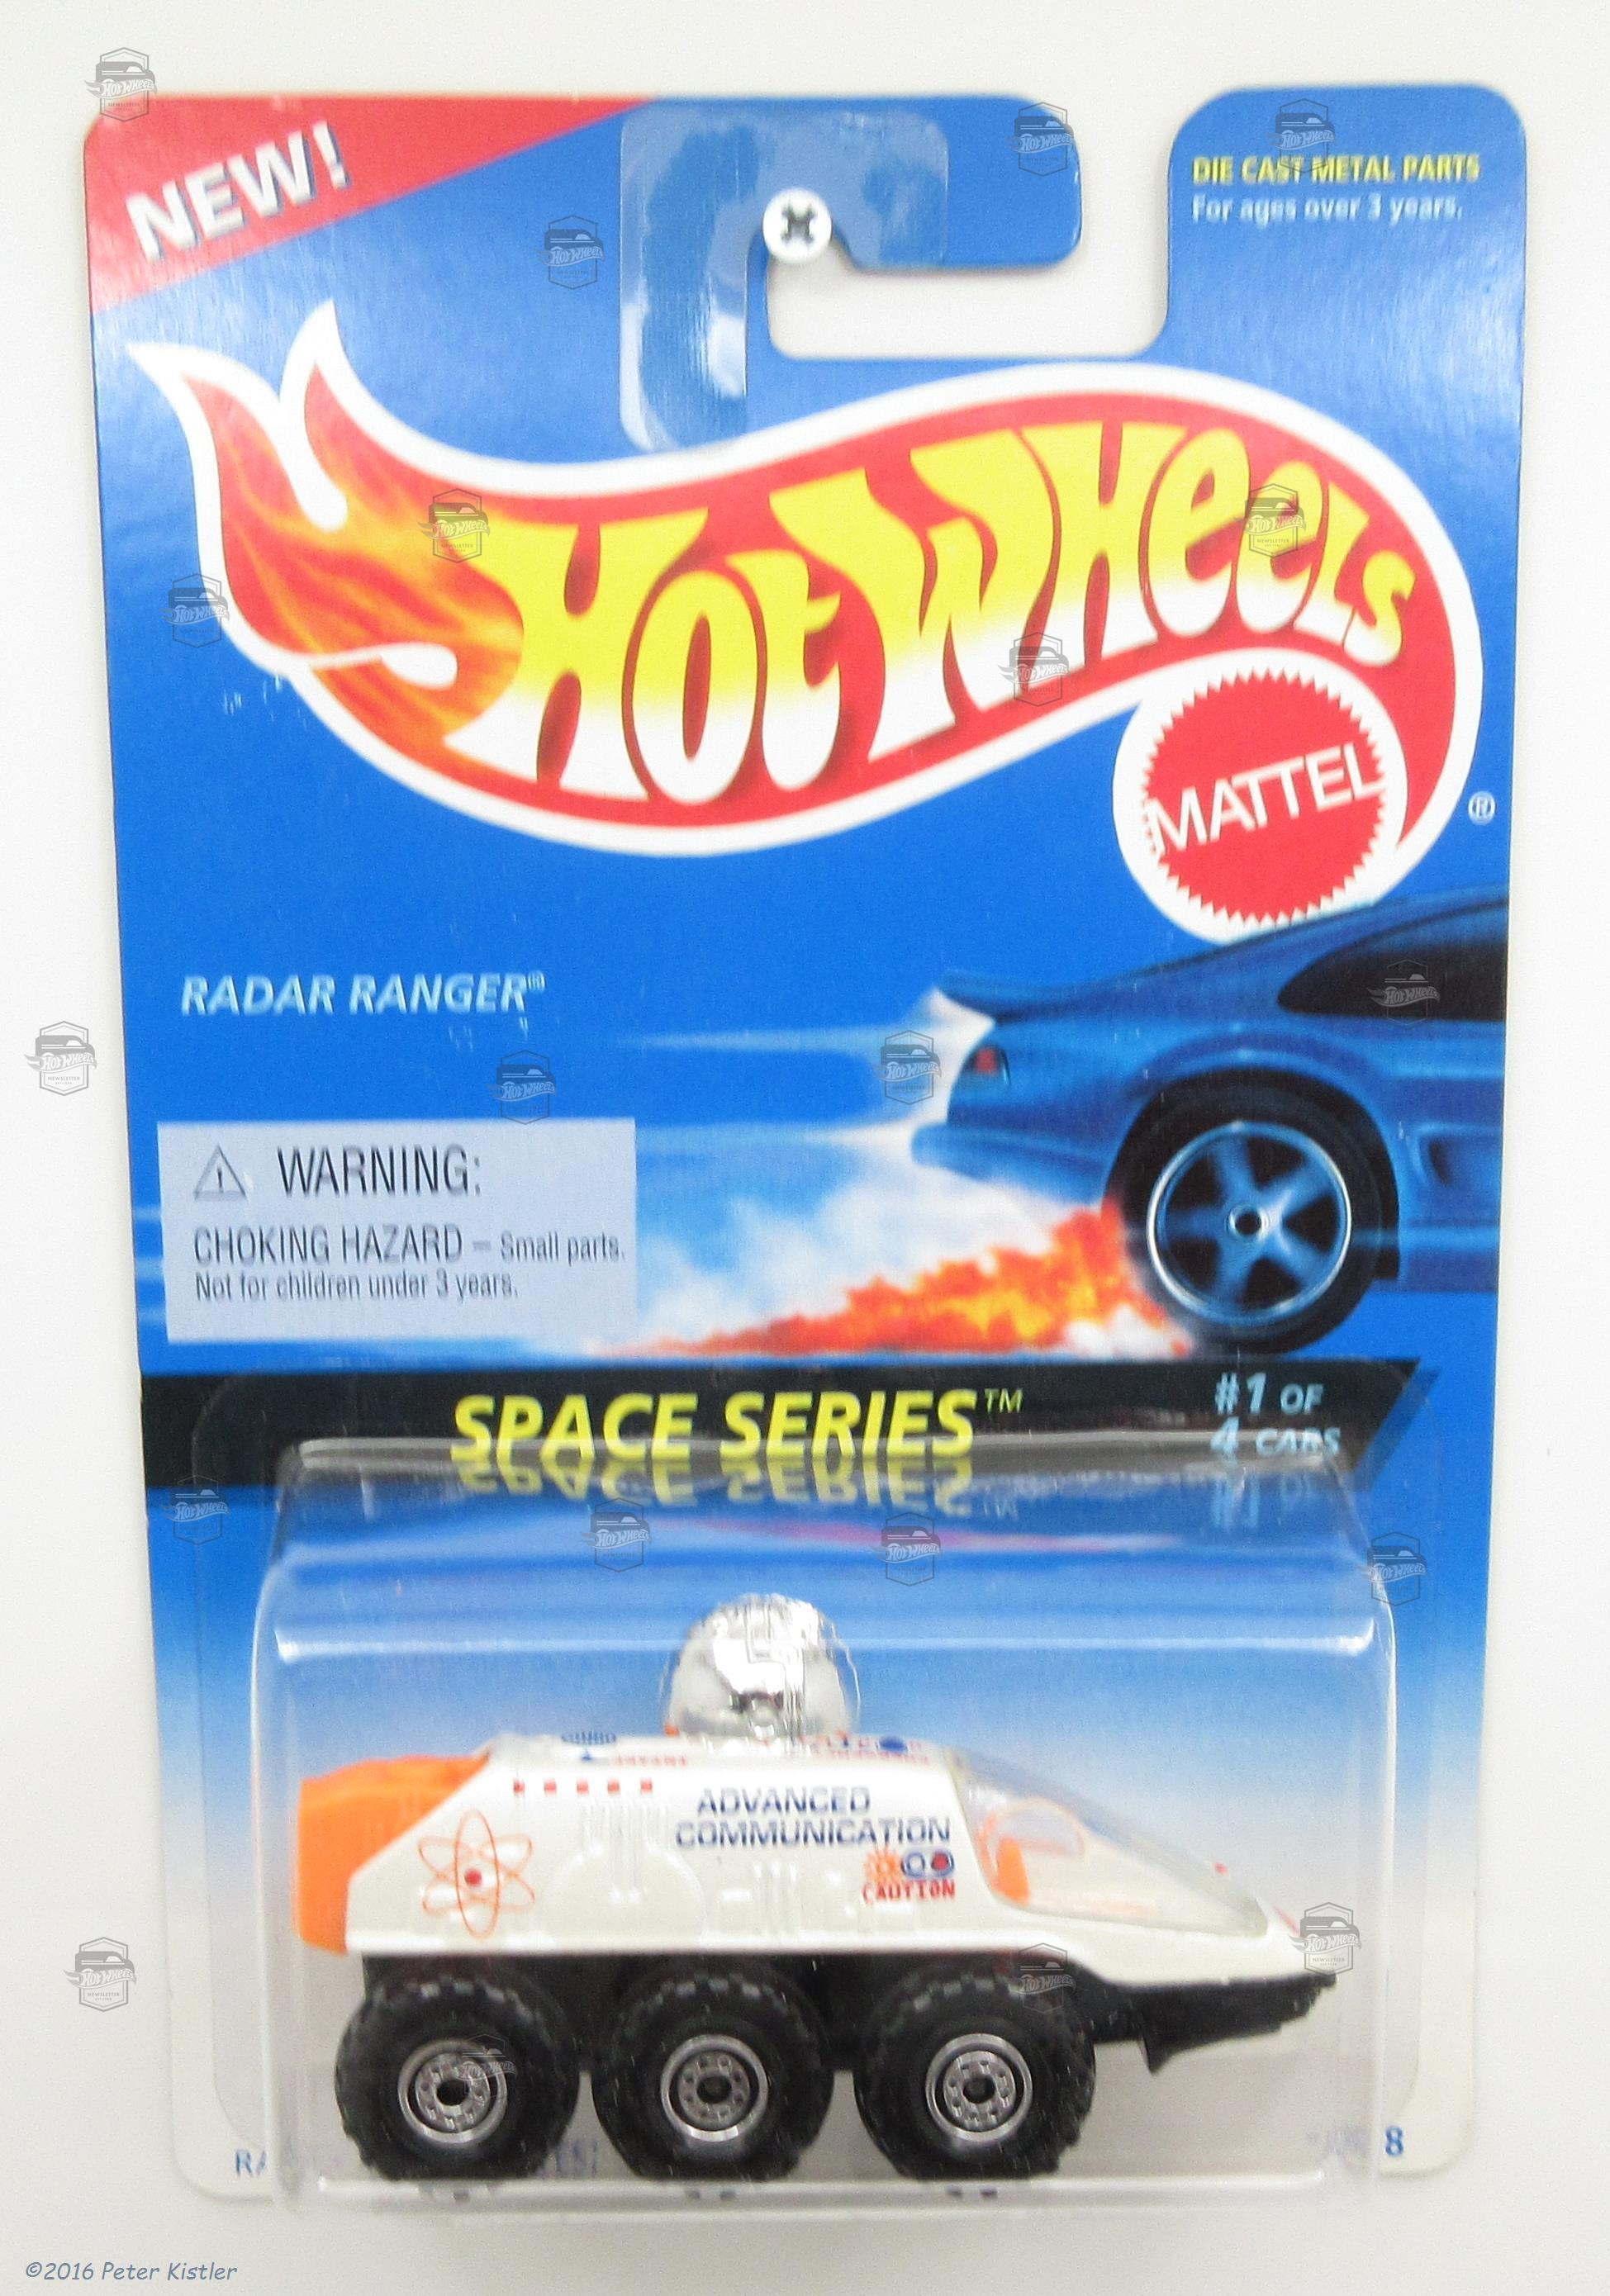 NEW!
DIE CAST METAL PARTS
For ages over 3 years.
HOT WHEELS
MATTEL
®
RADAR RANGER®
WARNING:
CHOKING HAZARD – Small parts.
Not for children under 3 years.
SPACE SERIES™
#1 OF
4 CARS
ADVANCED
COMMUNICATION
CAUTION
8
©2016 Peter Kistler